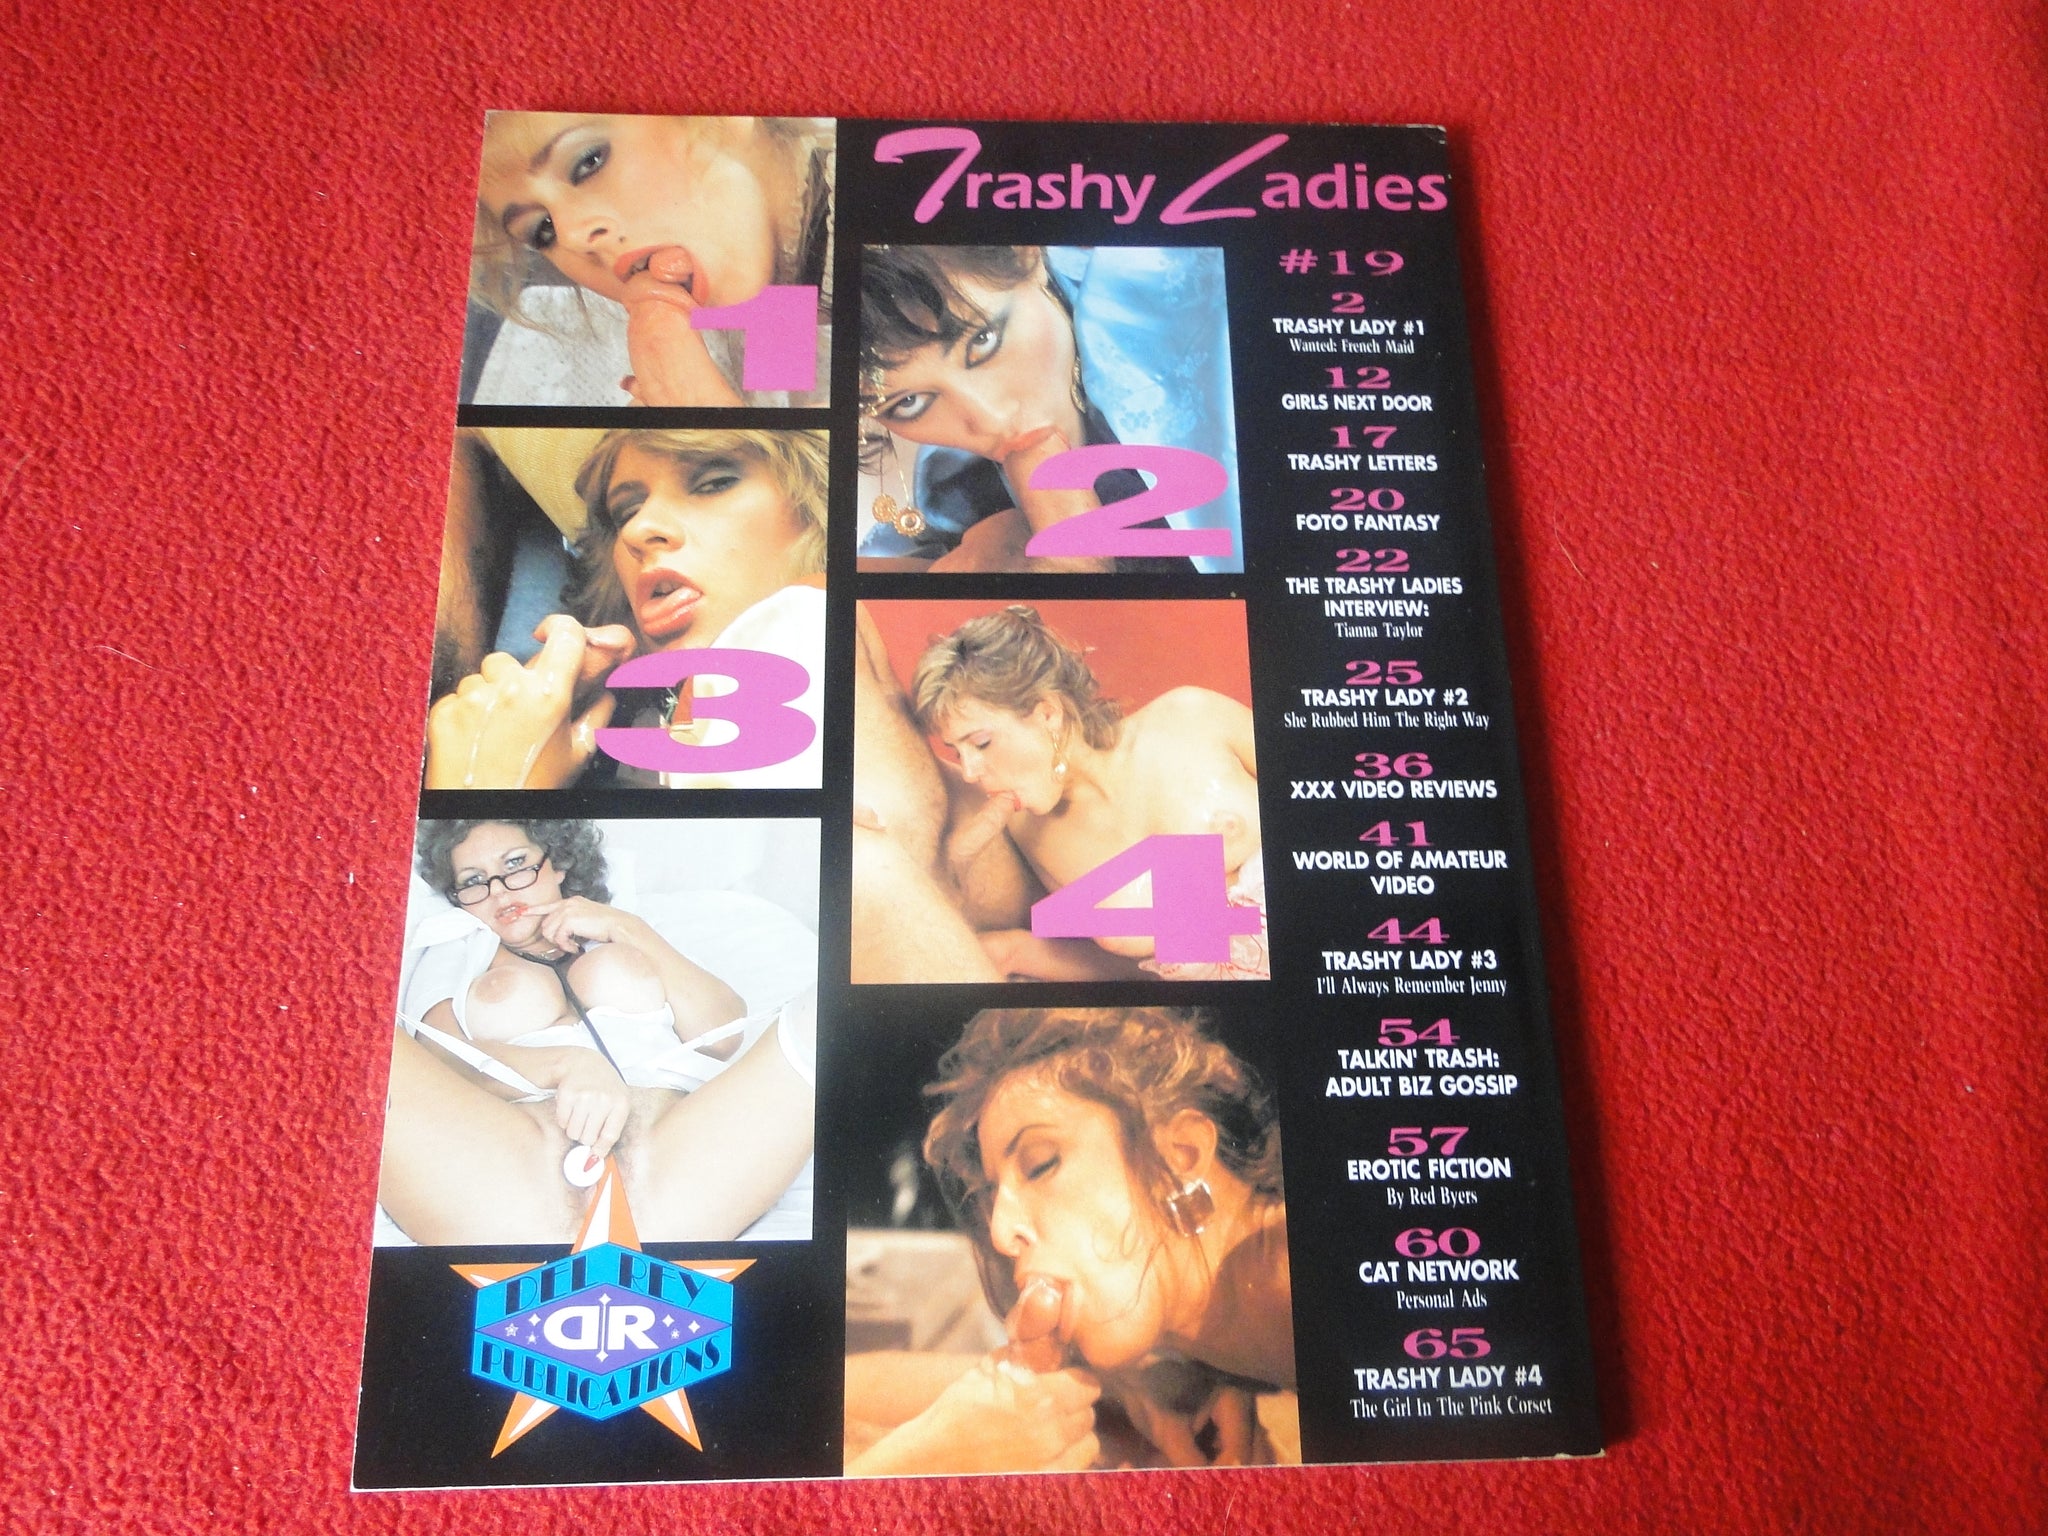 Trashy Ladies
#19
2
TRASHY LADY #1
Wanted: French Maid
12
GIRLS NEXT DOOR
17
TRASHY LETTERS
20
FOTO FANTASY
22
THE TRASHY LADIES
INTERVIEW:
Tianna Taylor
25
TRASHY LADY #2
She Rubbed Him The Right Way
36
XXX VIDEO REVIEWS
41
WORLD OF AMATEUR
VIDEO
44
TRASHY LADY #3
I'll Always Remember Jenny
54
TALKIN' TRASH:
ADULT BIZ GOSSIP
57
EROTIC FICTION
By Red Byers
60
CAT NETWORK
Personal Ads
65
TRASHY LADY #4
The Girl In The Pink Corset
1
2
3
4
DEL REY
DR
PUBLICATIONS